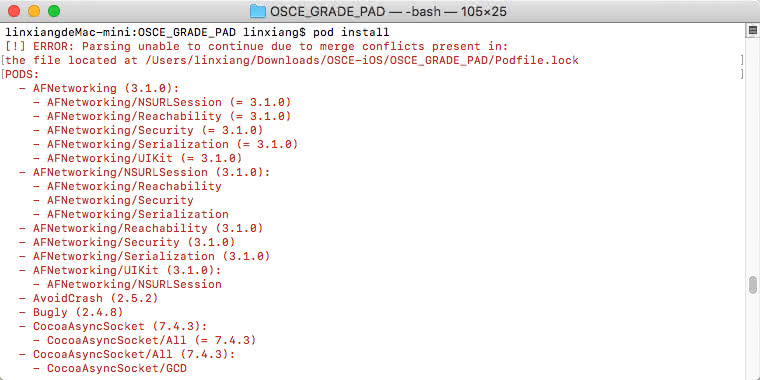 OSCE_GRADE_PAD — -bash — 105×25
linxiangdeMac-mini:OSCE_GRADE_PAD linxiang$ pod install
[!] ERROR: Parsing unable to continue due to merge conflicts present in:
[the file located at /Users/linxiang/Downloads/OSCE-iOS/OSCE_GRADE_PAD/Podfile.lock ]
[PODS: ]
  - AFNetworking (3.1.0):
    - AFNetworking/NSURLSession (= 3.1.0)
    - AFNetworking/Reachability (= 3.1.0)
    - AFNetworking/Security (= 3.1.0)
    - AFNetworking/Serialization (= 3.1.0)
    - AFNetworking/UIKit (= 3.1.0)
  - AFNetworking/NSURLSession (3.1.0):
    - AFNetworking/Reachability
    - AFNetworking/Security
    - AFNetworking/Serialization
  - AFNetworking/Reachability (3.1.0)
  - AFNetworking/Security (3.1.0)
  - AFNetworking/Serialization (3.1.0)
  - AFNetworking/UIKit (3.1.0):
    - AFNetworking/NSURLSession
  - AvoidCrash (2.5.2)
  - Bugly (2.4.8)
  - CocoaAsyncSocket (7.4.3):
    - CocoaAsyncSocket/All (= 7.4.3)
  - CocoaAsyncSocket/All (7.4.3):
    - CocoaAsyncSocket/GCD